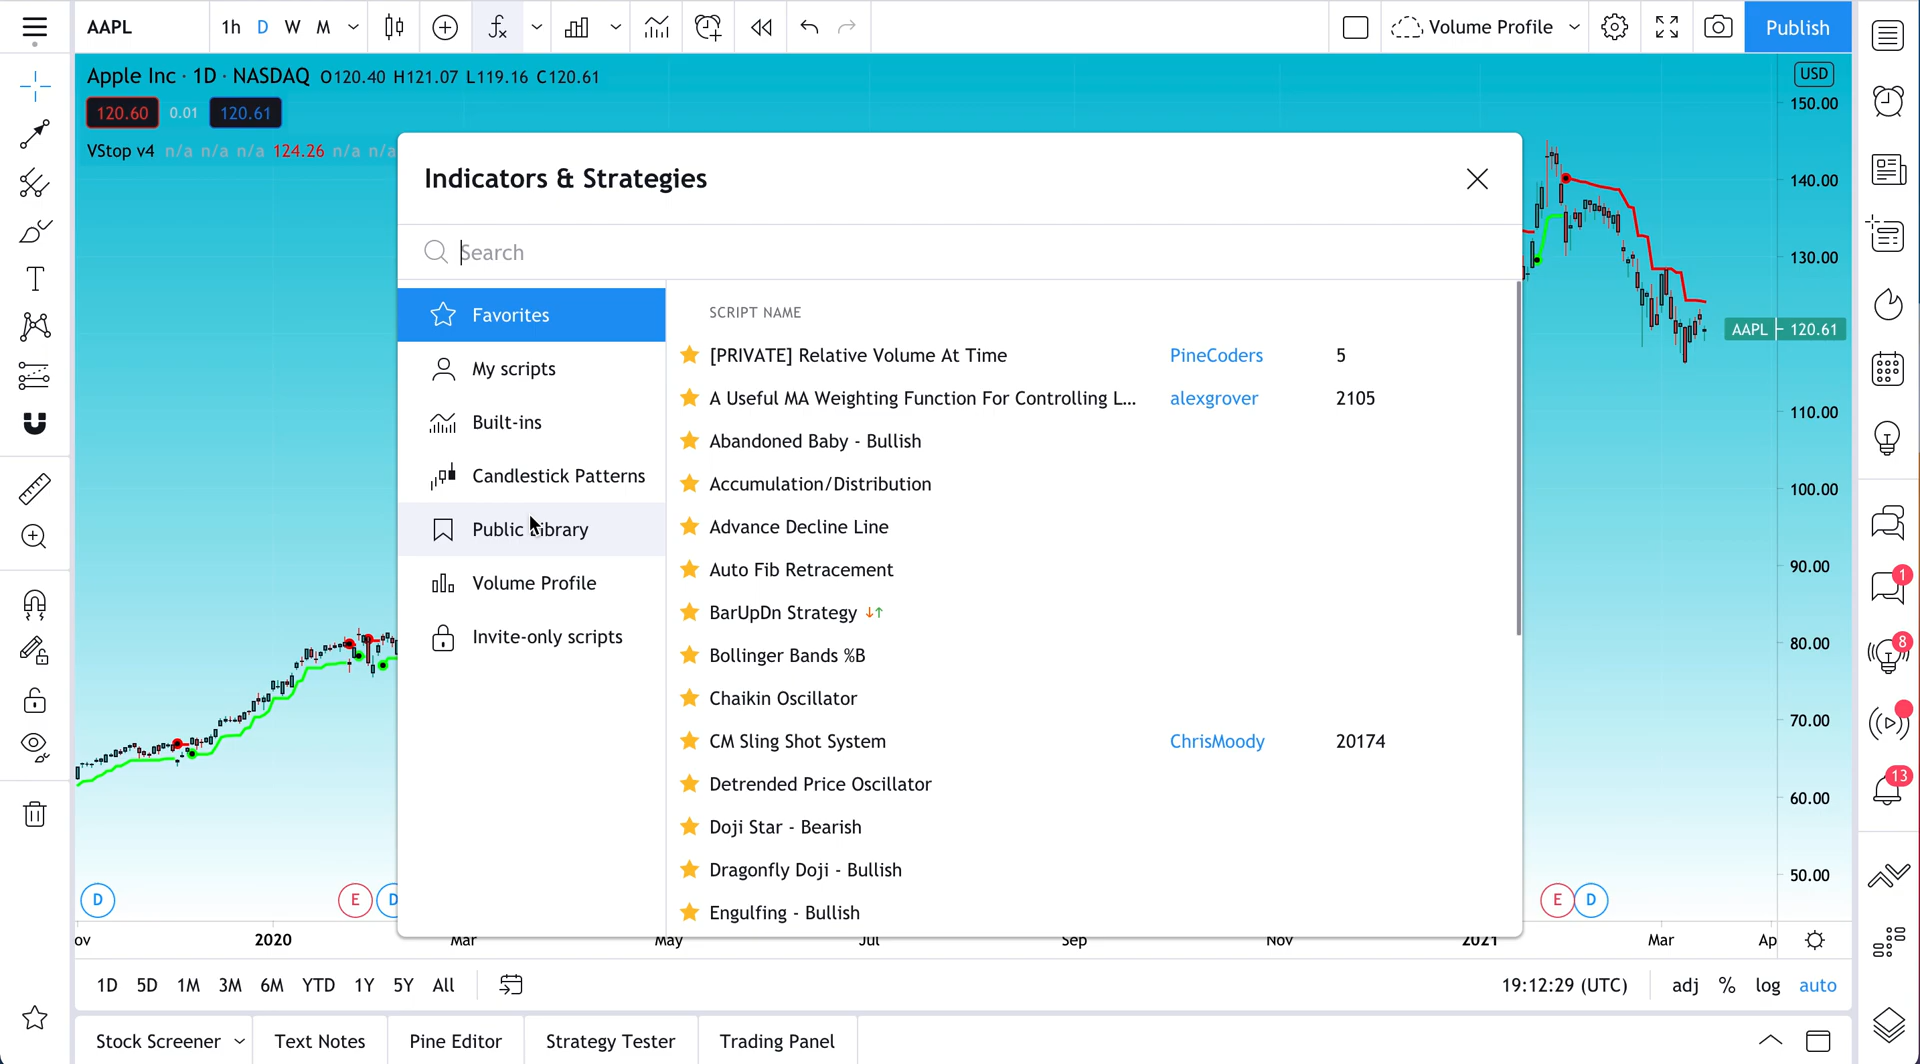 AAPL
1h D W M
Volume Profile
Publish
Apple Inc · 1D · NASDAQ O120.40 H121.07 L119.16 C120.61
120.60 0.01 120.61
VStop v4 n/a n/a n/a 124.26 n/a n/a
USD
150.00
140.00
130.00
AAPL 120.61
110.00
100.00
90.00
80.00
70.00
60.00
50.00
Indicators & Strategies
Search
Favorites
My scripts
Built-ins
Candlestick Patterns
Public Library
Volume Profile
Invite-only scripts
SCRIPT NAME
[PRIVATE] Relative Volume At Time PineCoders 5
A Useful MA Weighting Function For Controlling L... alexgrover 2105
Abandoned Baby - Bullish
Accumulation/Distribution
Advance Decline Line
Auto Fib Retracement
BarUpDn Strategy
Bollinger Bands %B
Chaikin Oscillator
CM Sling Shot System ChrisMoody 20174
Detrended Price Oscillator
Doji Star - Bearish
Dragonfly Doji - Bullish
Engulfing - Bullish
D E D E D
ov 2020 Mar May Jul Sep Nov 2021 Mar Ap
1D 5D 1M 3M 6M YTD 1Y 5Y All
19:12:29 (UTC) adj % log auto
Stock Screener Text Notes Pine Editor Strategy Tester Trading Panel
1
8
13